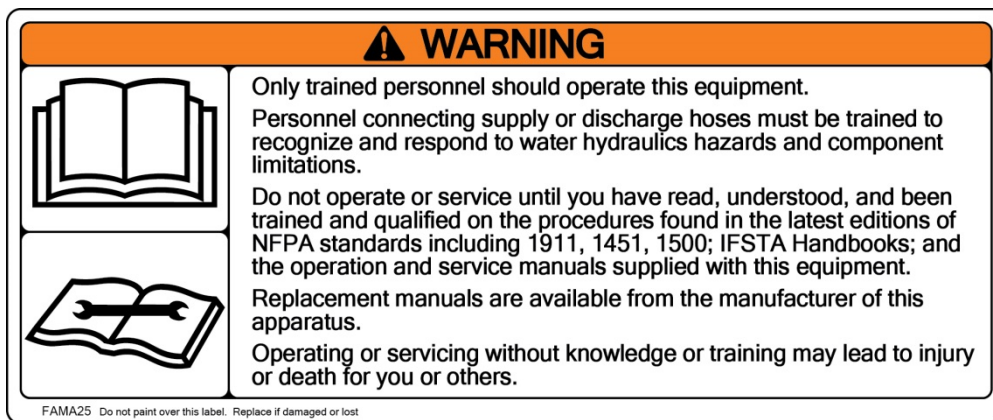 WARNING
Only trained personnel should operate this equipment.
Personnel connecting supply or discharge hoses must be trained to
recognize and respond to water hydraulics hazards and component
limitations.
Do not operate or service until you have read, understood, and been
trained and qualified on the procedures found in the latest editions of
NFPA standards including 1911, 1451, 1500; IFSTA Handbooks; and
the operation and service manuals supplied with this equipment.
Replacement manuals are available from the manufacturer of this
apparatus.
Operating or servicing without knowledge or training may lead to injury
or death for you or others.
FAMA25 Do not paint over this label. Replace if damaged or lost